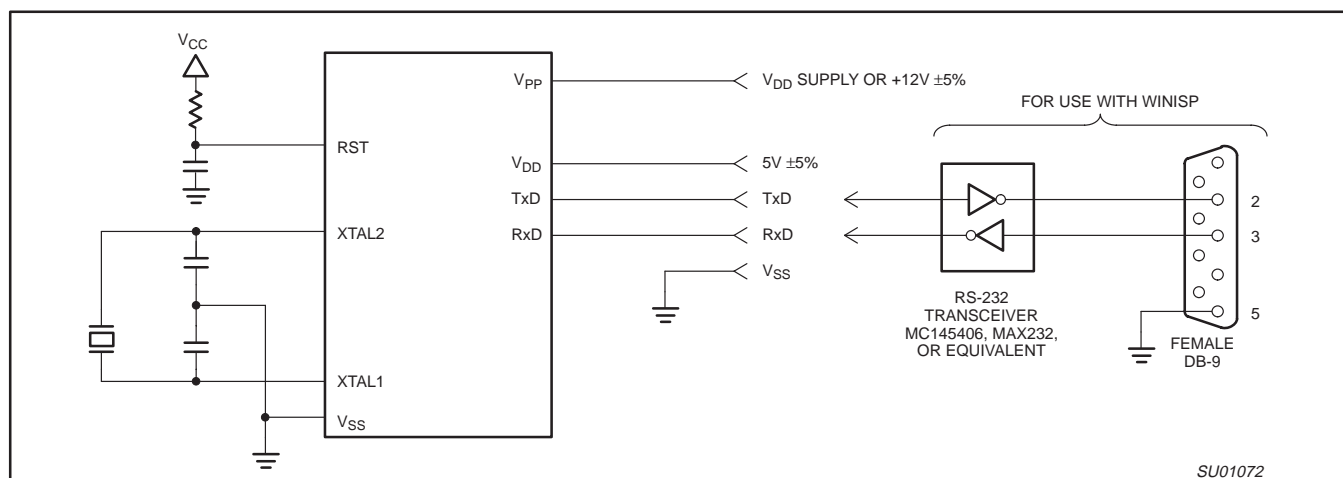 VCC
RST
XTAL2
XTAL1
VSS
VPP
VDD
TxD
RxD
VDD SUPPLY OR +12V ±5%
5V ±5%
TxD
RxD
VSS
FOR USE WITH WINISP
RS-232
TRANSCEIVER
MC145406, MAX232,
OR EQUIVALENT
2
3
5
FEMALE
DB-9
SU01072